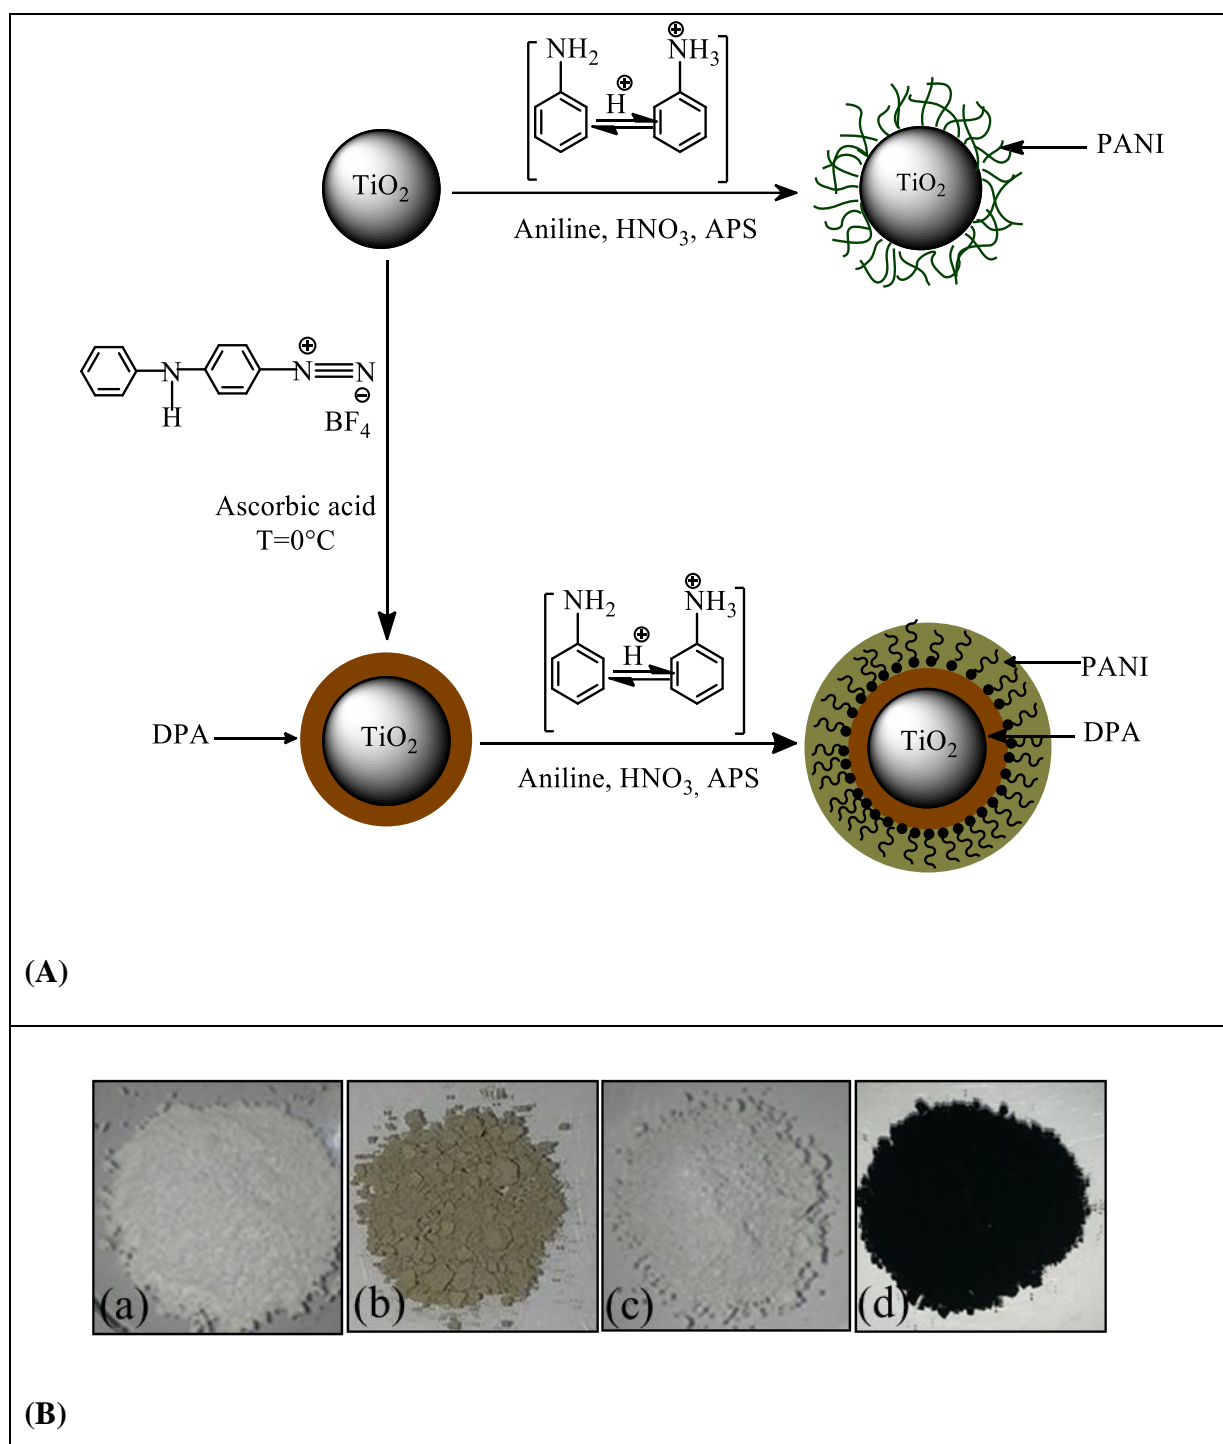 NH2
⊕
NH3
⊕
H
TiO2
TiO2
PANI
Aniline, HNO3, APS
⊕
N
N
N
H
⊖
BF4
Ascorbic acid
T=0°C
NH2
⊕
NH3
⊕
H
PANI
DPA
TiO2
TiO2
DPA
Aniline, HNO3, APS
(A)
(a)
(b)
(c)
(d)
(B)